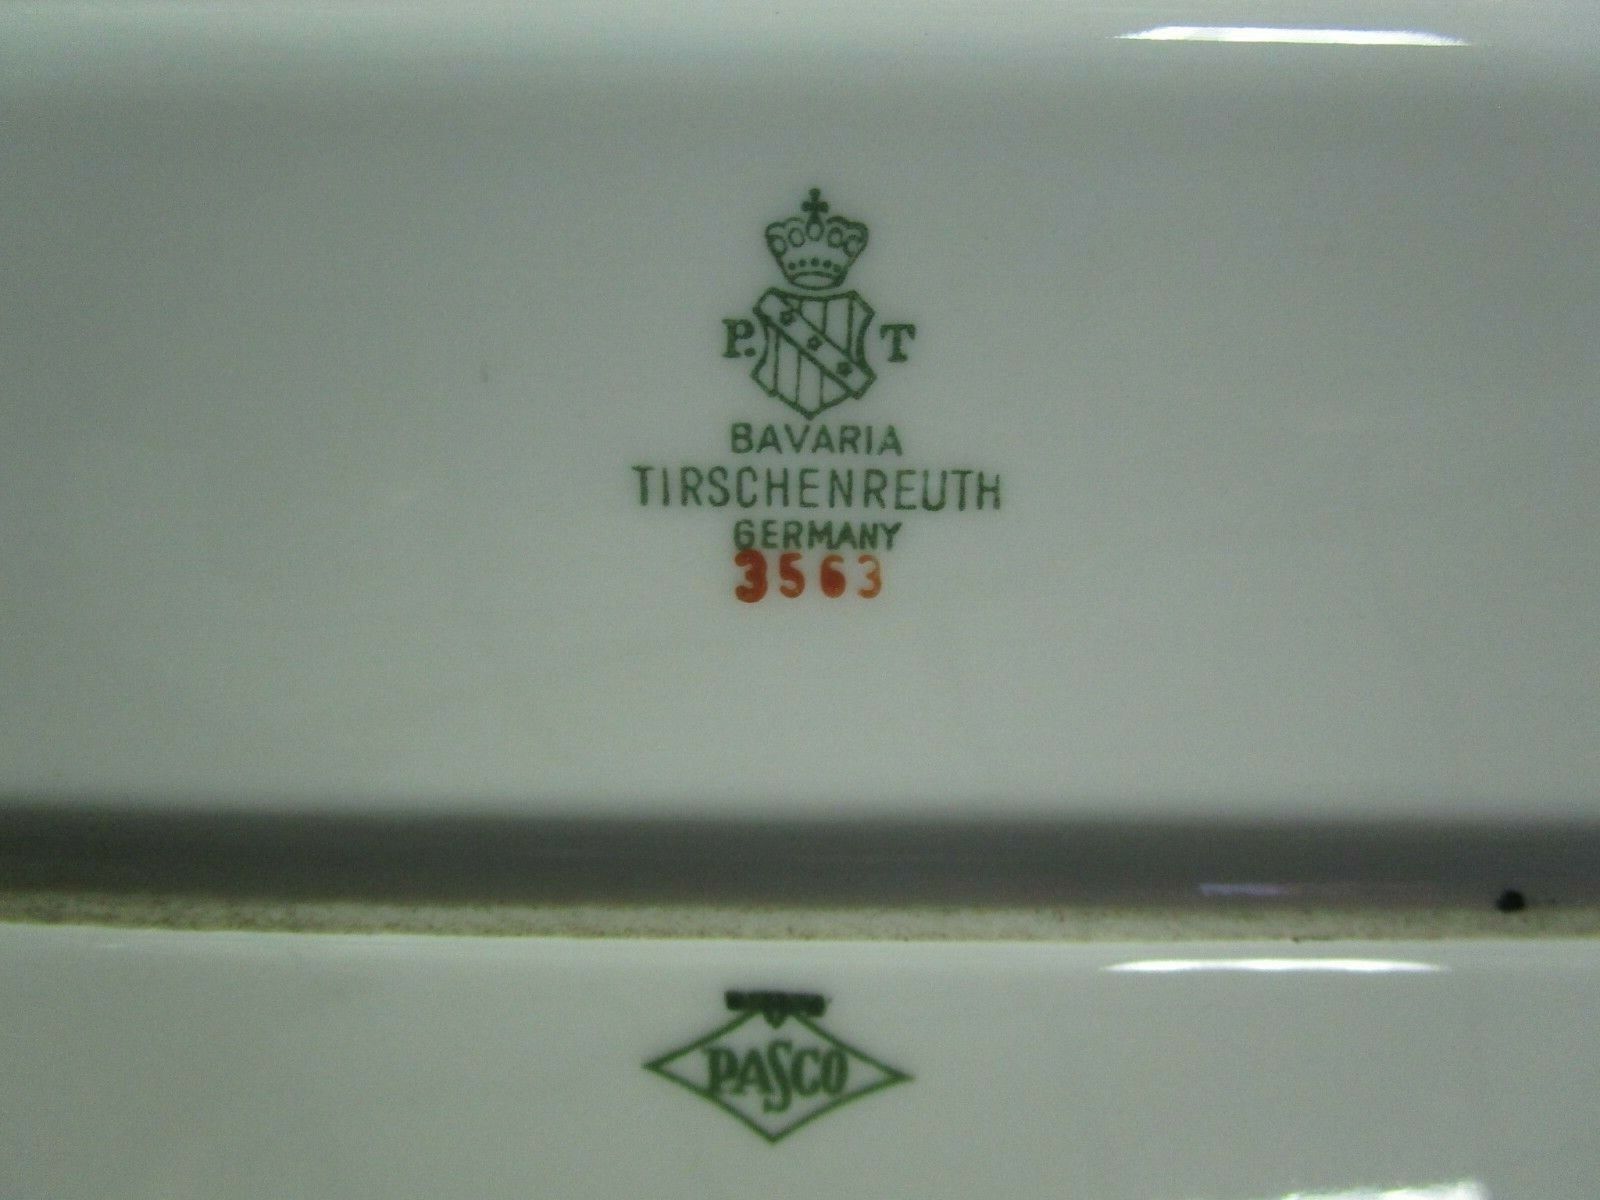 P. T
BAVARIA
TIRSCHENREUTH
GERMANY
3563
PASCO